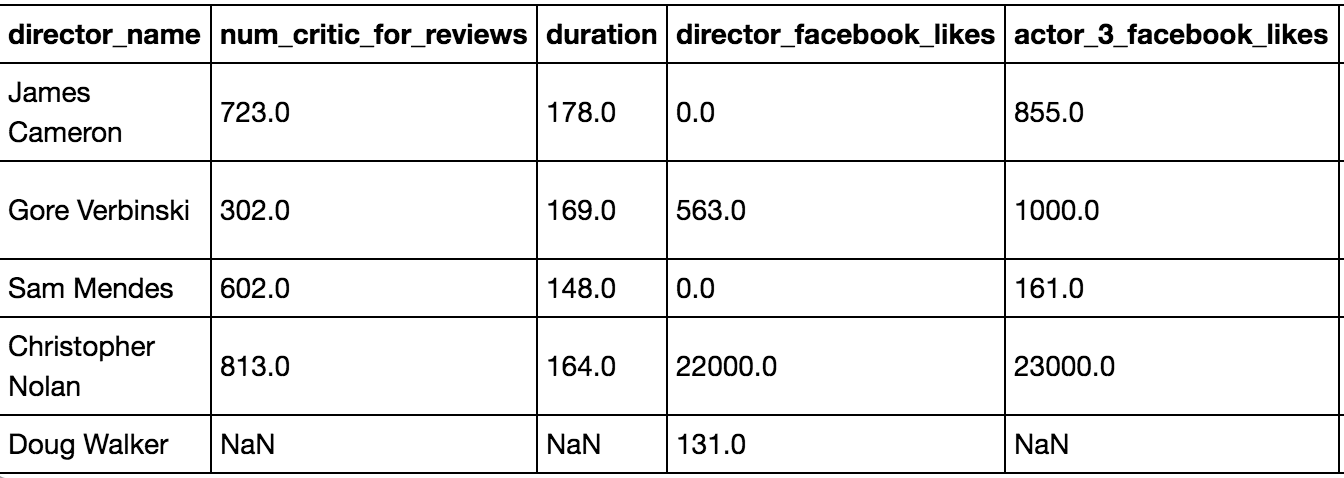 director_name num_critic_for_reviews duration director_facebook_likes actor_3_facebook_likes
James
Cameron 723.0 178.0 0.0 855.0
Gore Verbinski 302.0 169.0 563.0 1000.0
Sam Mendes 602.0 148.0 0.0 161.0
Christopher
Nolan 813.0 164.0 22000.0 23000.0
Doug Walker NaN NaN 131.0 NaN